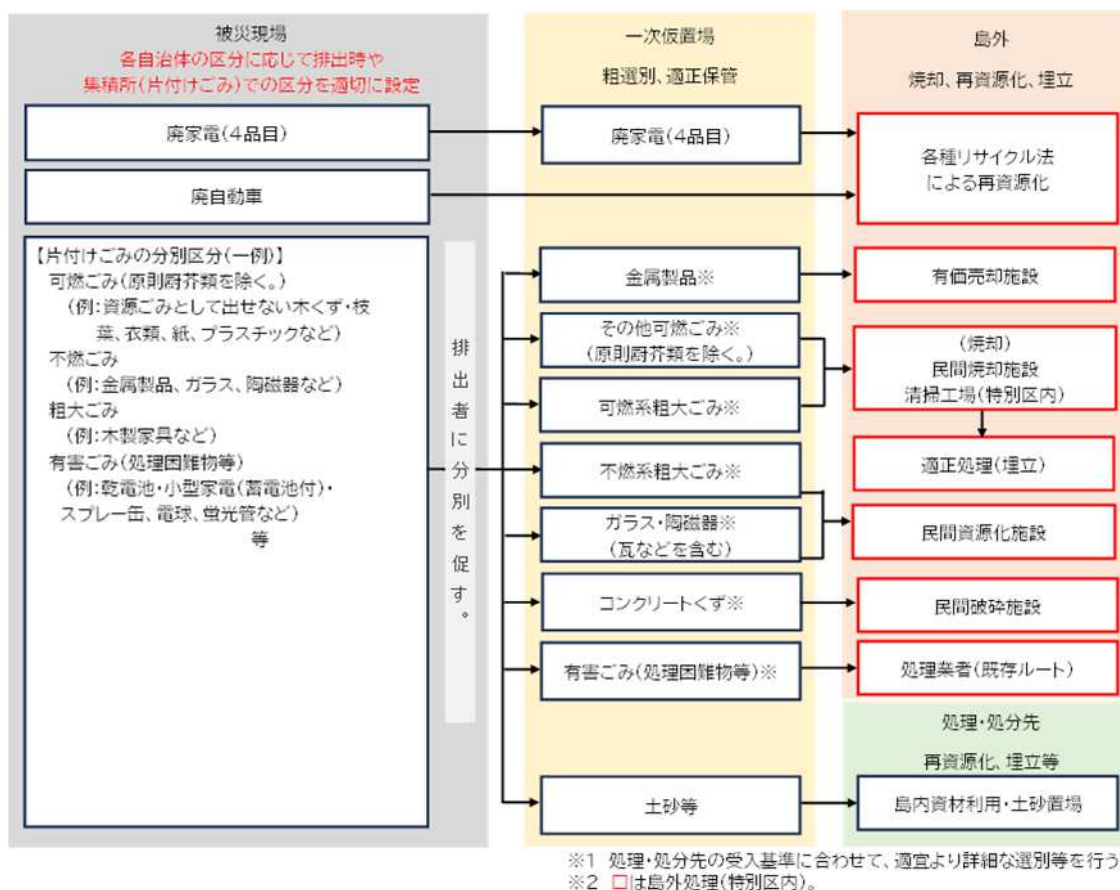 被災現場
各自治体の区分に応じて排出時や
集積所(片付けごみ)での区分を適切に設定
廃家電(4品目)
廃自動車
【片付けごみの分別区分(一例)】
可燃ごみ(原則厨芥類を除く。)
(例:資源ごみとして出せない木くず・枝
葉、衣類、紙、プラスチックなど)
不燃ごみ
(例:金属製品、ガラス、陶磁器など)
粗大ごみ
(例:木製家具など)
有害ごみ(処理困難物等)
(例:乾電池・小型家電(蓄電池付)・
スプレー缶、電球、蛍光管など)
等
排出者に分別を促す。
一次仮置場
粗選別、適正保管
廃家電(4品目)
金属製品※
その他可燃ごみ※
(原則厨芥類を除く。)
可燃系粗大ごみ※
不燃系粗大ごみ※
ガラス・陶磁器※
(瓦などを含む)
コンクリートくず※
有害ごみ(処理困難物等)※
土砂等
島外
焼却、再資源化、埋立
各種リサイクル法
による再資源化
有価売却施設
(焼却)
民間焼却施設
清掃工場(特別区内)
適正処理(埋立)
民間資源化施設
民間破砕施設
処理業者(既存ルート)
処理・処分先
再資源化、埋立等
島内資材利用・土砂置場
※1 処理・処分先の受入基準に合わせて、適宜より詳細な選別等を行う
※2 □は島外処理(特別区内)。